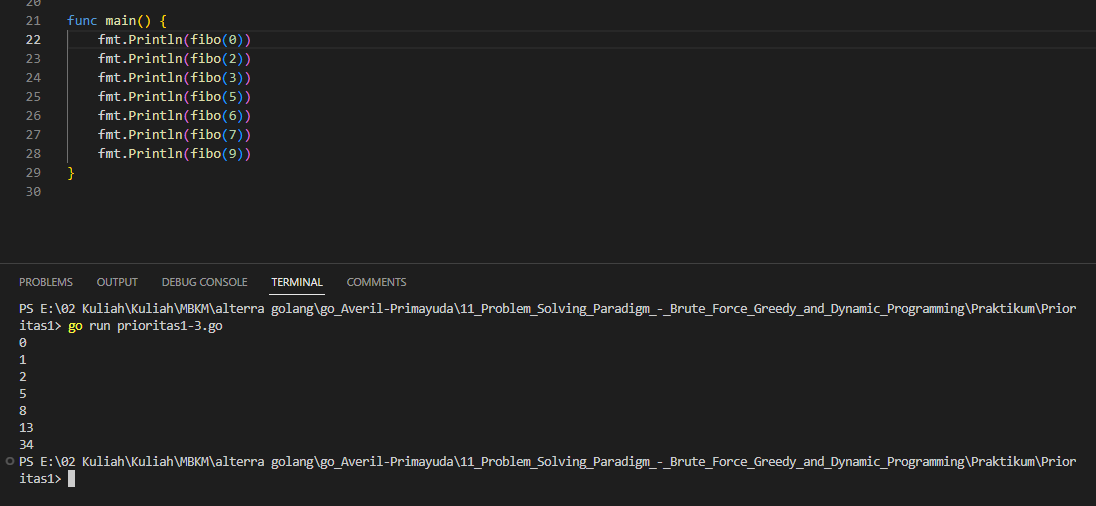 20
21 func main() {
22     fmt.Println(fibo(0))
23     fmt.Println(fibo(2))
24     fmt.Println(fibo(3))
25     fmt.Println(fibo(5))
26     fmt.Println(fibo(6))
27     fmt.Println(fibo(7))
28     fmt.Println(fibo(9))
29 }
30
PROBLEMS OUTPUT DEBUG CONSOLE TERMINAL COMMENTS
PS E:\02 Kuliah\Kuliah\MBKM\alterra golang\go_Averil-Primayuda\11_Problem_Solving_Paradigm_-_Brute_Force_Greedy_and_Dynamic_Programming\Praktikum\Prior
itas1> go run prioritas1-3.go
0
1
2
5
8
13
34
PS E:\02 Kuliah\Kuliah\MBKM\alterra golang\go_Averil-Primayuda\11_Problem_Solving_Paradigm_-_Brute_Force_Greedy_and_Dynamic_Programming\Praktikum\Prior
itas1>